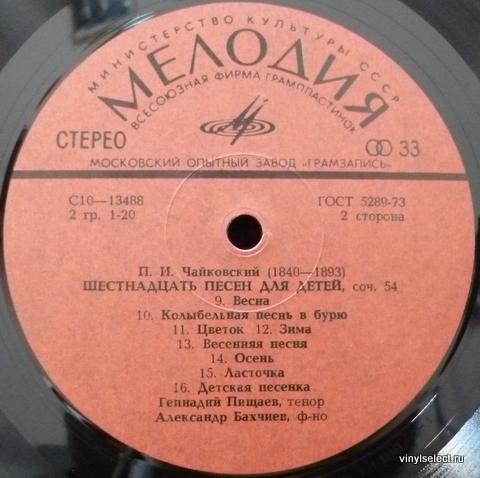 МИНИСТЕРСТВО КУЛЬТУРЫ СССР
МЕЛОДИЯ
ВСЕСОЮЗНАЯ ФИРМА ГРАМПЛАСТИНОК
СТЕРЕО
33
МОСКОВСКИЙ ОПЫТНЫЙ ЗАВОД «ГРАМЗАПИСЬ»
С10—13488 ГОСТ 5289-73
2 гр. 1-20 2 сторона
П. И. Чайковский (1840—1893)
ШЕСТНАДЦАТЬ ПЕСЕН ДЛЯ ДЕТЕЙ, соч. 54
9. Весна
10. Колыбельная песнь в бурю
11. Цветок 12. Зима
13. Весенняя песня
14. Осень
15. Ласточка
16. Детская песенка
Геннадий Пищаев, тенор
Александр Бахчиев, ф-но
vinylselect.ru